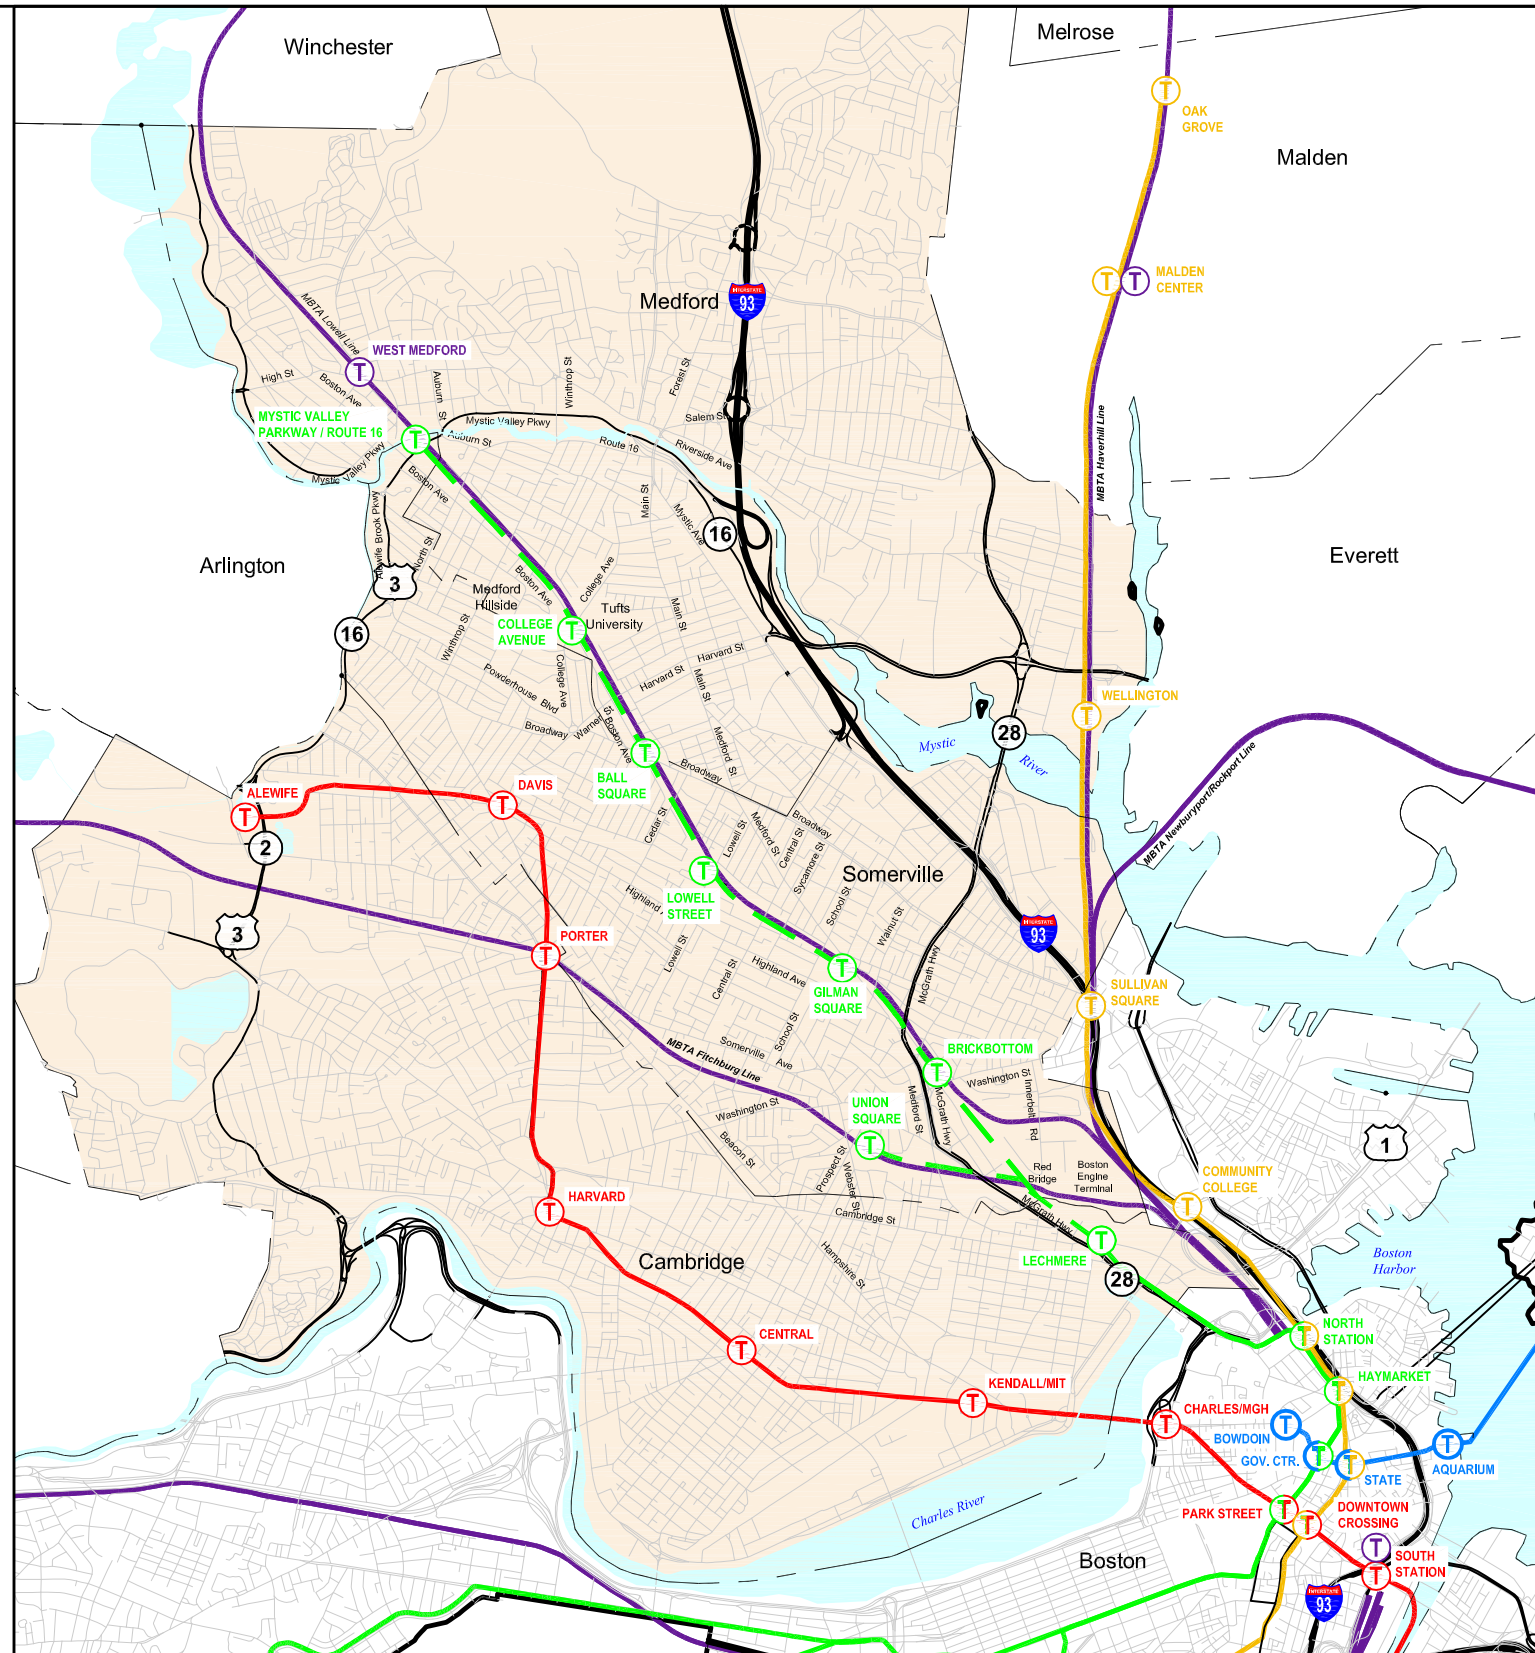 Winchester
Melrose
T
OAK
GROVE
Malden
MBTA Lowell Line
Medford
INTERSTATE
93
T
T
MALDEN
CENTER
WEST MEDFORD
T
High St
Boston Ave
Auburn St
Winthrop St
Forest St
Salem St
MYSTIC VALLEY
PARKWAY / ROUTE 16
T
Mystic Valley Pkwy
Auburn St
Route 16
Riverside Ave
Mystic Valley Pkwy
Boston Ave
Main St
Mystic Ave
MBTA Haverhill Line
Alewife Brook Pkwy
North St
16
Arlington
3
Everett
Boston Ave
College Ave
Medford
Hillside
Tufts
University
Main St
COLLEGE
AVENUE
T
16
Winthrop St
Harvard St
Harvard St
Powderhouse Blvd
College Ave
Main St
WELLINGTON
T
Broadway
Warner St
Boston Ave
Medford St
28
Mystic
River
T
BALL
SQUARE
Broadway
MBTA Newburyport/Rockport Line
ALEWIFE
T
DAVIS
T
2
Cedar St
Lowell St
Medford St
Central St
Broadway
Sycamore St
Somerville
T
LOWELL
STREET
Highland
School St
Walnut St
3
INTERSTATE
93
PORTER
T
Lowell St
Central St
Highland Ave
T
GILMAN
SQUARE
McGrath Hwy
SULLIVAN
SQUARE
T
School St
Somerville
Ave
MBTA Fitchburg Line
BRICKBOTTOM
T
Washington St
Innerbelt Rd
UNION
SQUARE
T
Medford St
McGrath Hwy
Washington St
Beacon St
Prospect St
Webster St
1
Red
Bridge
Boston
Engine
Terminal
COMMUNITY
COLLEGE
T
HARVARD
T
Cambridge St
McGrath Hwy
Cambridge
Hampshire St
LECHMERE
T
28
Boston
Harbor
CENTRAL
T
NORTH
STATION
T
HAYMARKET
T
KENDALL/MIT
T
CHARLES/MGH
T
BOWDOIN
T
GOV. CTR.
T
STATE
T
AQUARIUM
T
Charles River
PARK STREET
T
DOWNTOWN
CROSSING
T
Boston
T
SOUTH
STATION
T
INTERSTATE
93